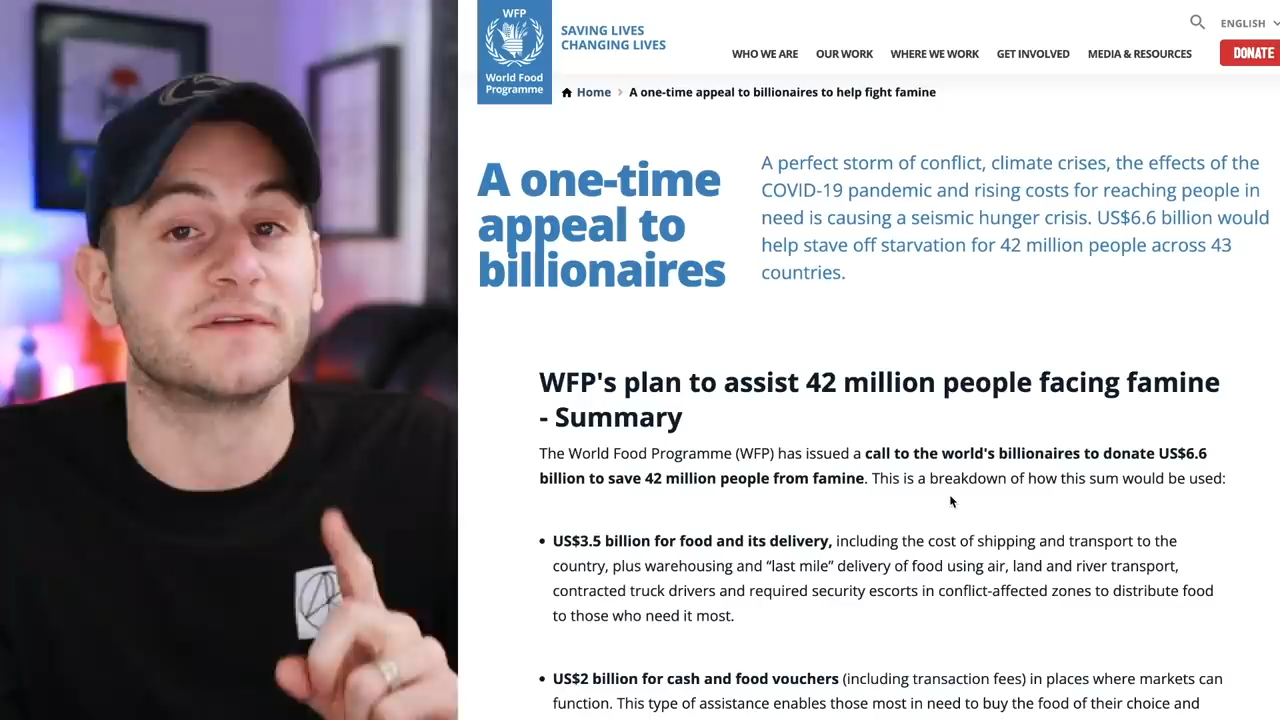 WFP
World Food
Programme
SAVING LIVES
CHANGING LIVES
ENGLISH
WHO WE ARE
OUR WORK
WHERE WE WORK
GET INVOLVED
MEDIA & RESOURCES
DONATE
Home > A one-time appeal to billionaires to help fight famine
A one-time
appeal to
billionaires
A perfect storm of conflict, climate crises, the effects of the
COVID-19 pandemic and rising costs for reaching people in
need is causing a seismic hunger crisis. US$6.6 billion would
help stave off starvation for 42 million people across 43
countries.
WFP's plan to assist 42 million people facing famine
- Summary
The World Food Programme (WFP) has issued a call to the world's billionaires to donate US$6.6
billion to save 42 million people from famine. This is a breakdown of how this sum would be used:
• US$3.5 billion for food and its delivery, including the cost of shipping and transport to the
country, plus warehousing and “last mile” delivery of food using air, land and river transport,
contracted truck drivers and required security escorts in conflict-affected zones to distribute food
to those who need it most.
• US$2 billion for cash and food vouchers (including transaction fees) in places where markets can
function. This type of assistance enables those most in need to buy the food of their choice and